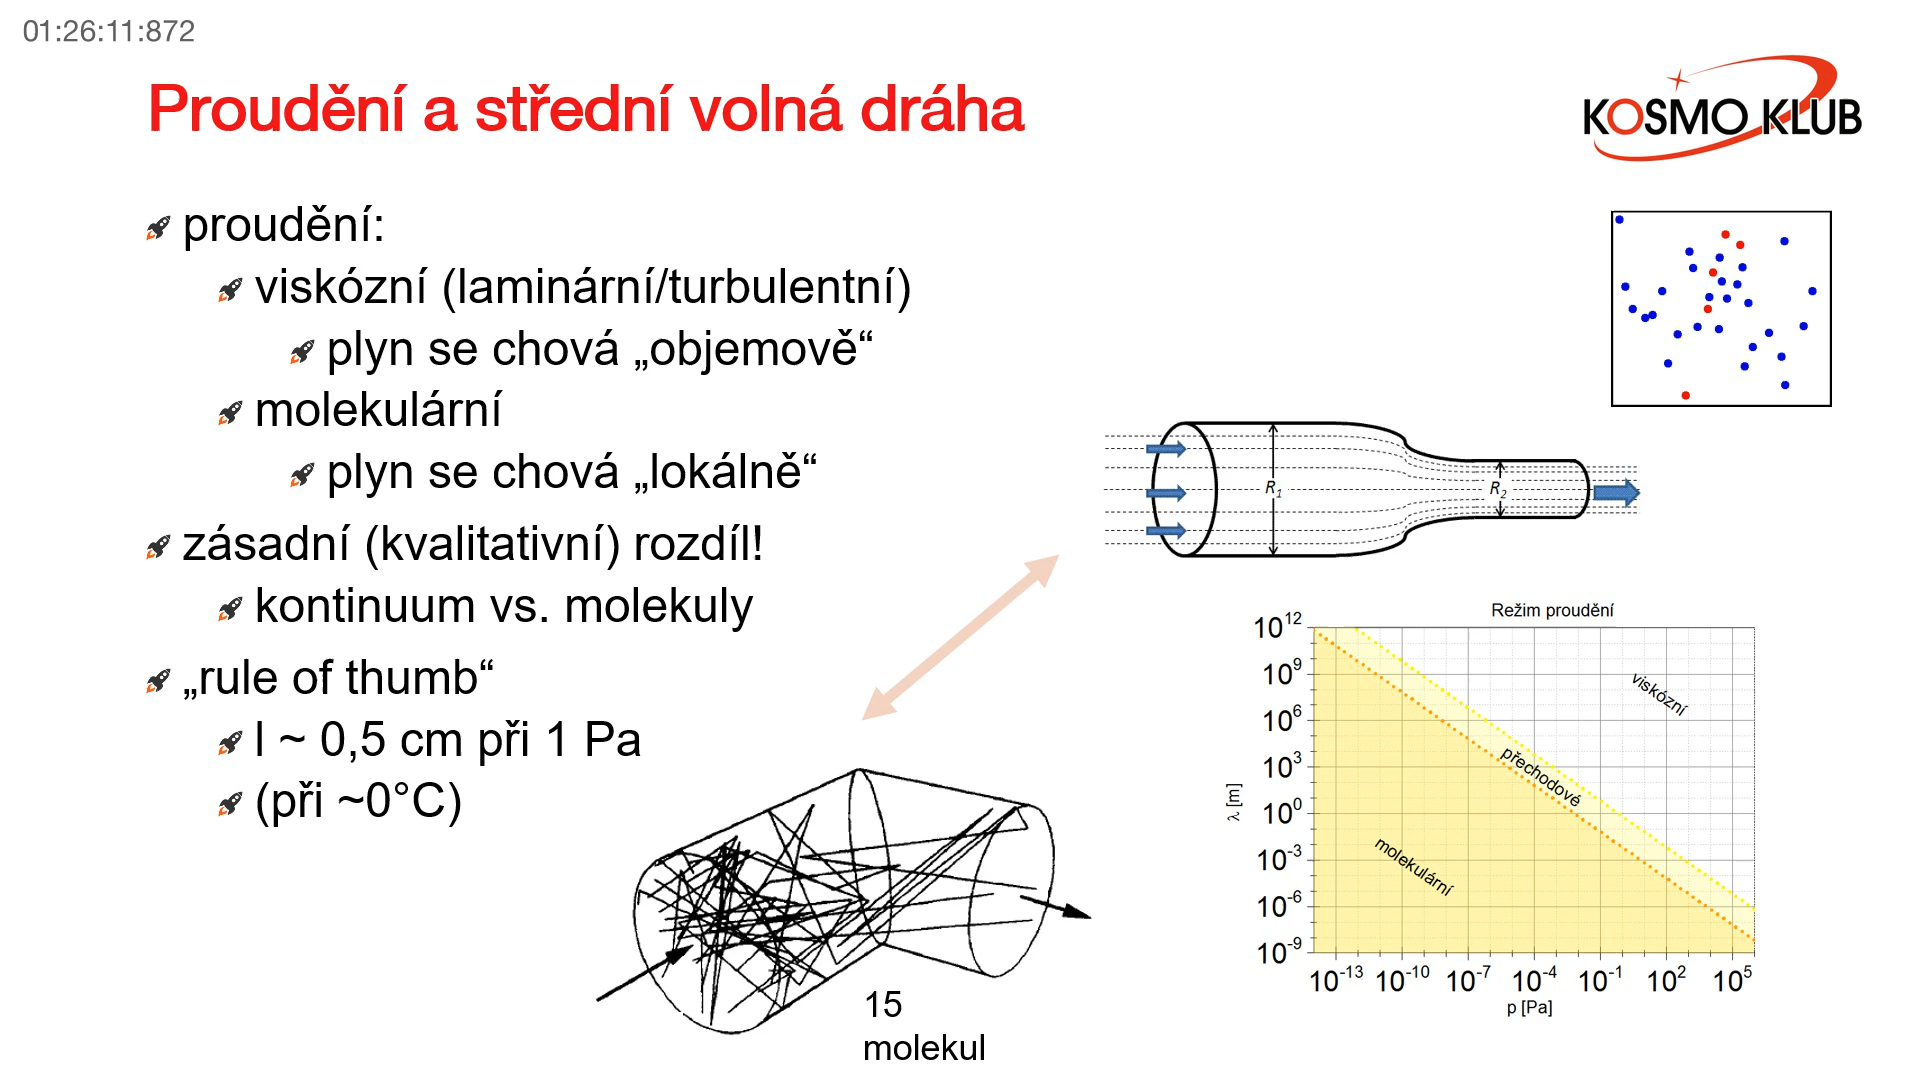 01:26:11:872
Proudění a střední volná dráha
KOSMO KLUB
proudění:
viskózní (laminární/turbulentní)
plyn se chová „objemově“
molekulární
plyn se chová „lokálně“
zásadní (kvalitativní) rozdíl!
kontinuum vs. molekuly
„rule of thumb“
l ~ 0,5 cm při 1 Pa
(při ~0°C)
R₁
R₂
15
molekul
Režim proudění
10¹²
10⁹
10⁶
10³
10⁰
10⁻³
10⁻⁶
10⁻⁹
λ [m]
viskózní
přechodové
molekulární
10⁻¹³ 10⁻¹⁰ 10⁻⁷ 10⁻⁴ 10⁻¹ 10² 10⁵
p [Pa]